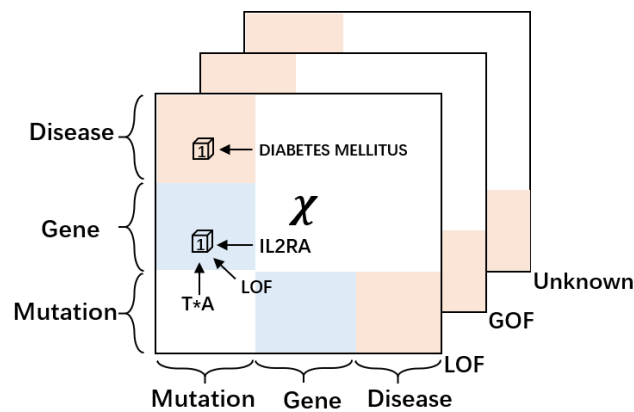 Disease
1
DIABETES MELLITUS
χ
Gene
1
IL2RA
LOF
T*A
Mutation
Unknown
GOF
LOF
Mutation
Gene
Disease